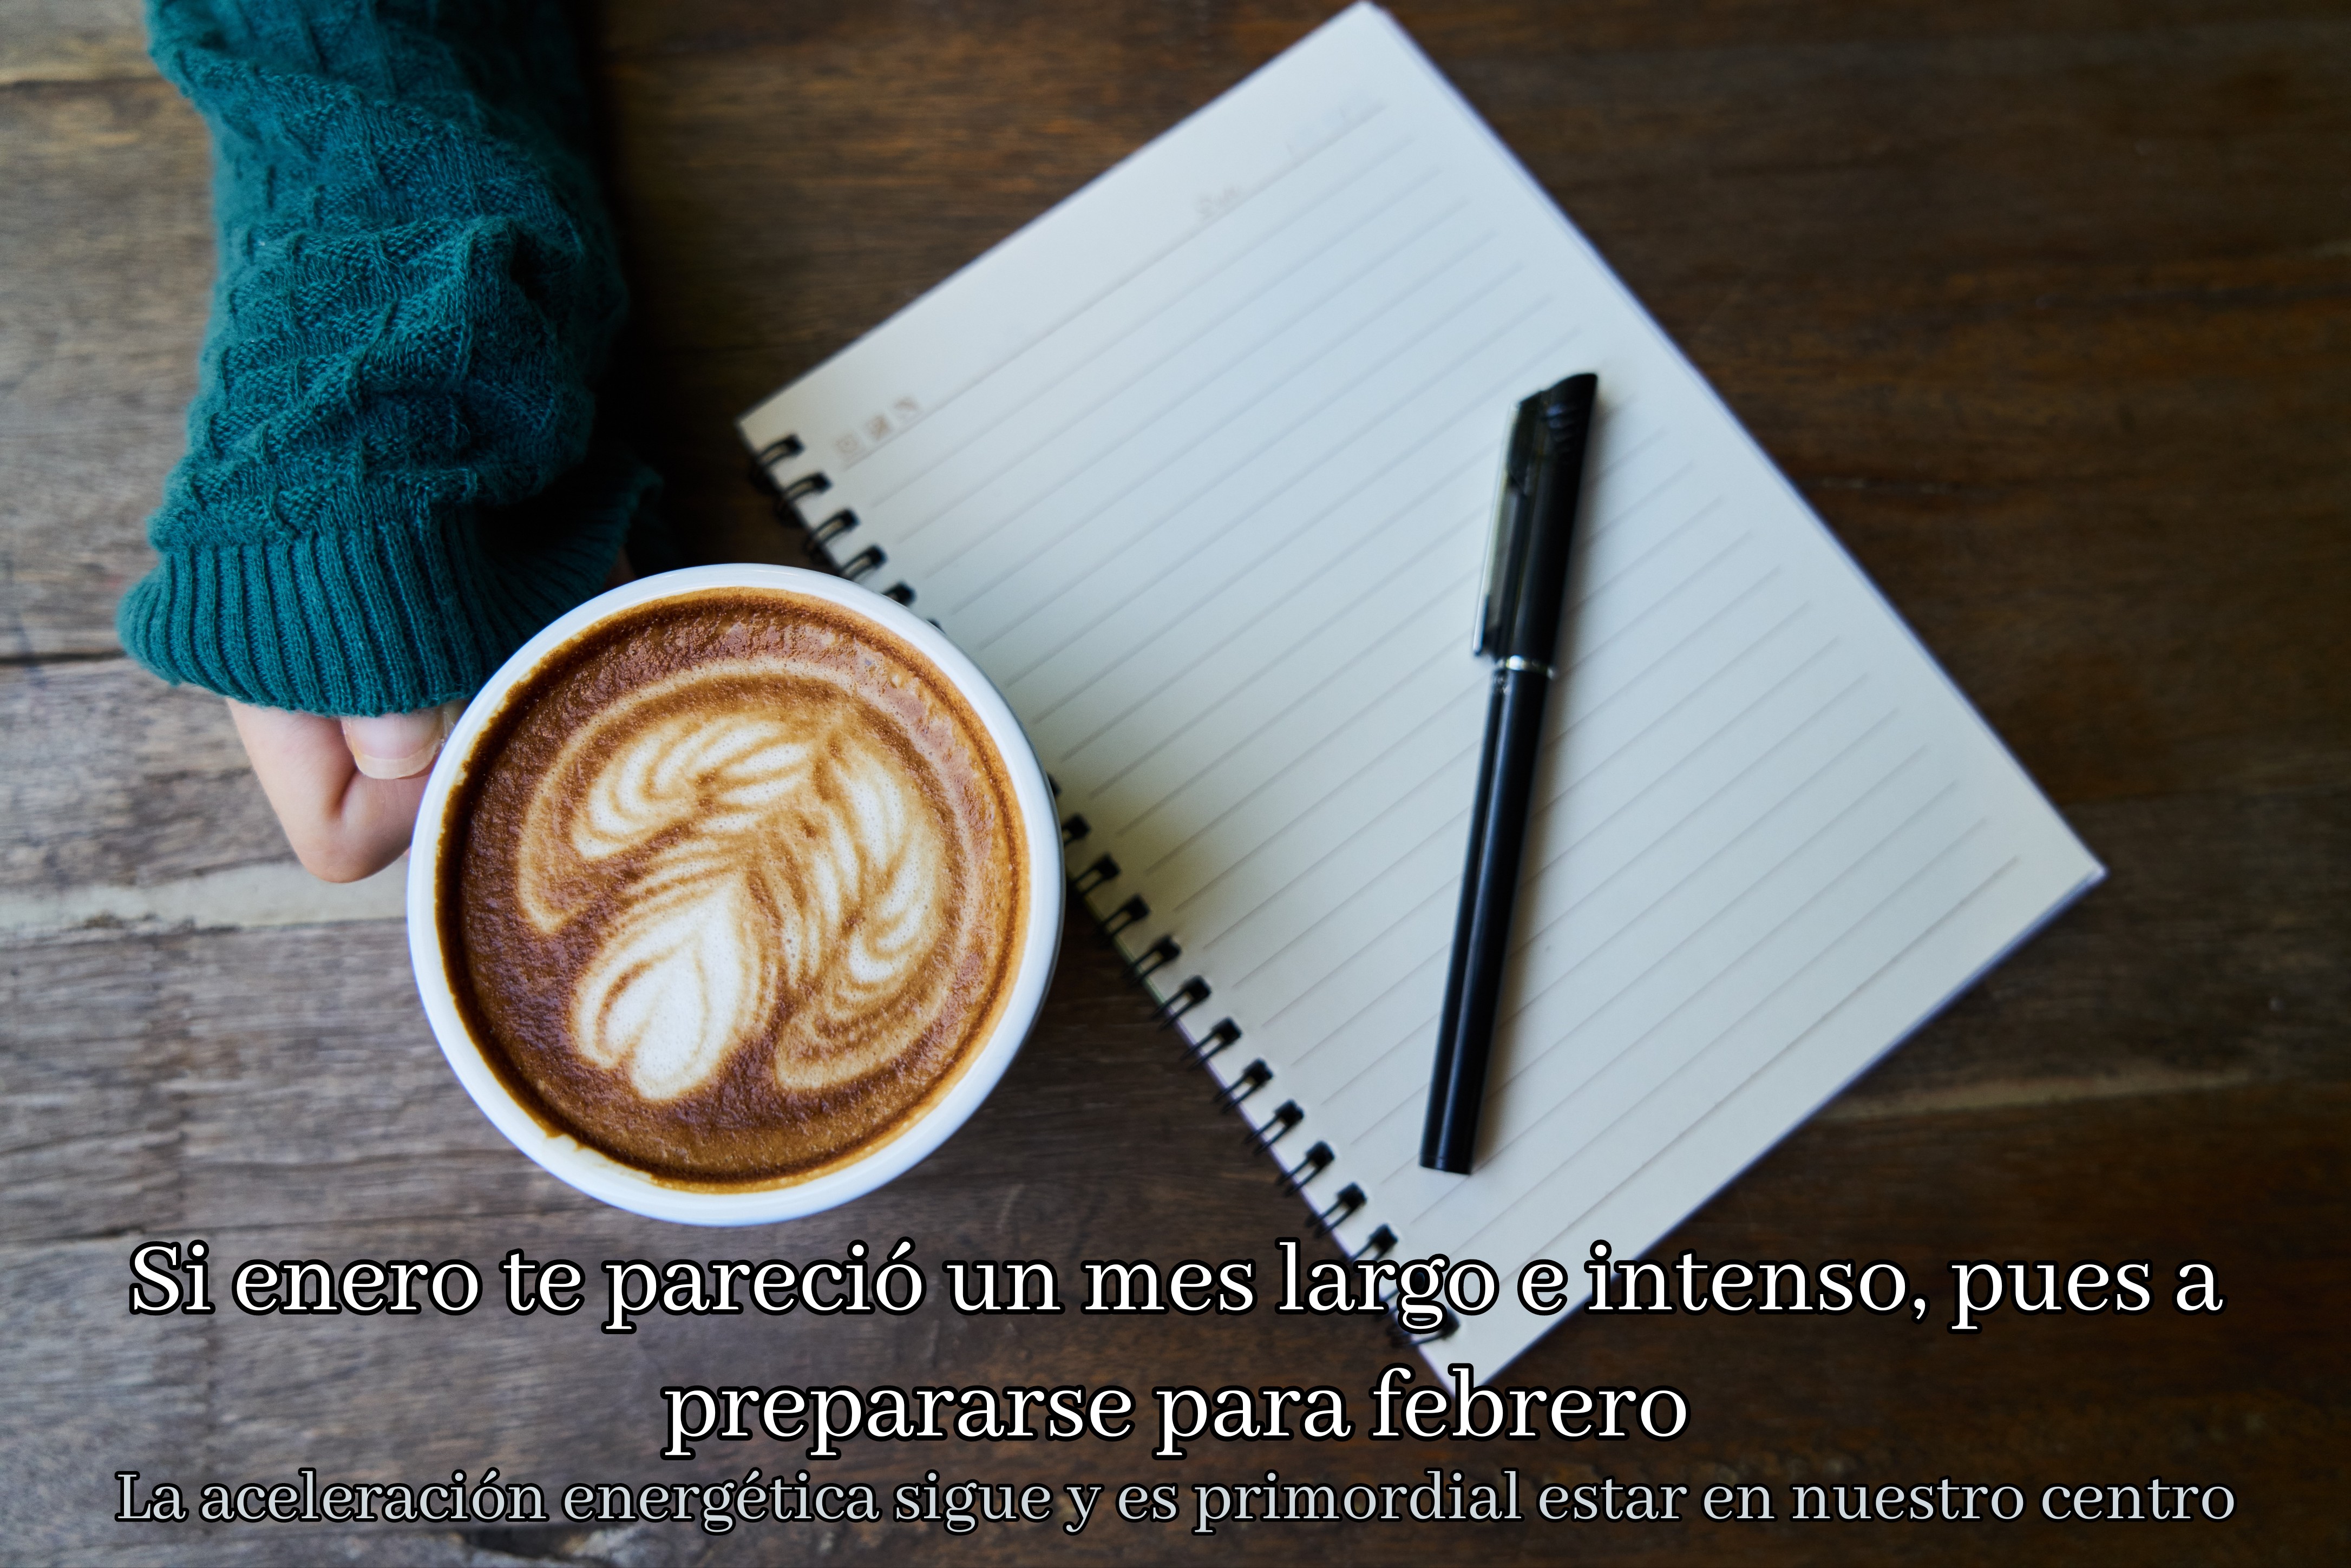 Si enero te pareció un mes largo e intenso, pues a
prepararse para febrero
La aceleración energética sigue y es primordial estar en nuestro centro